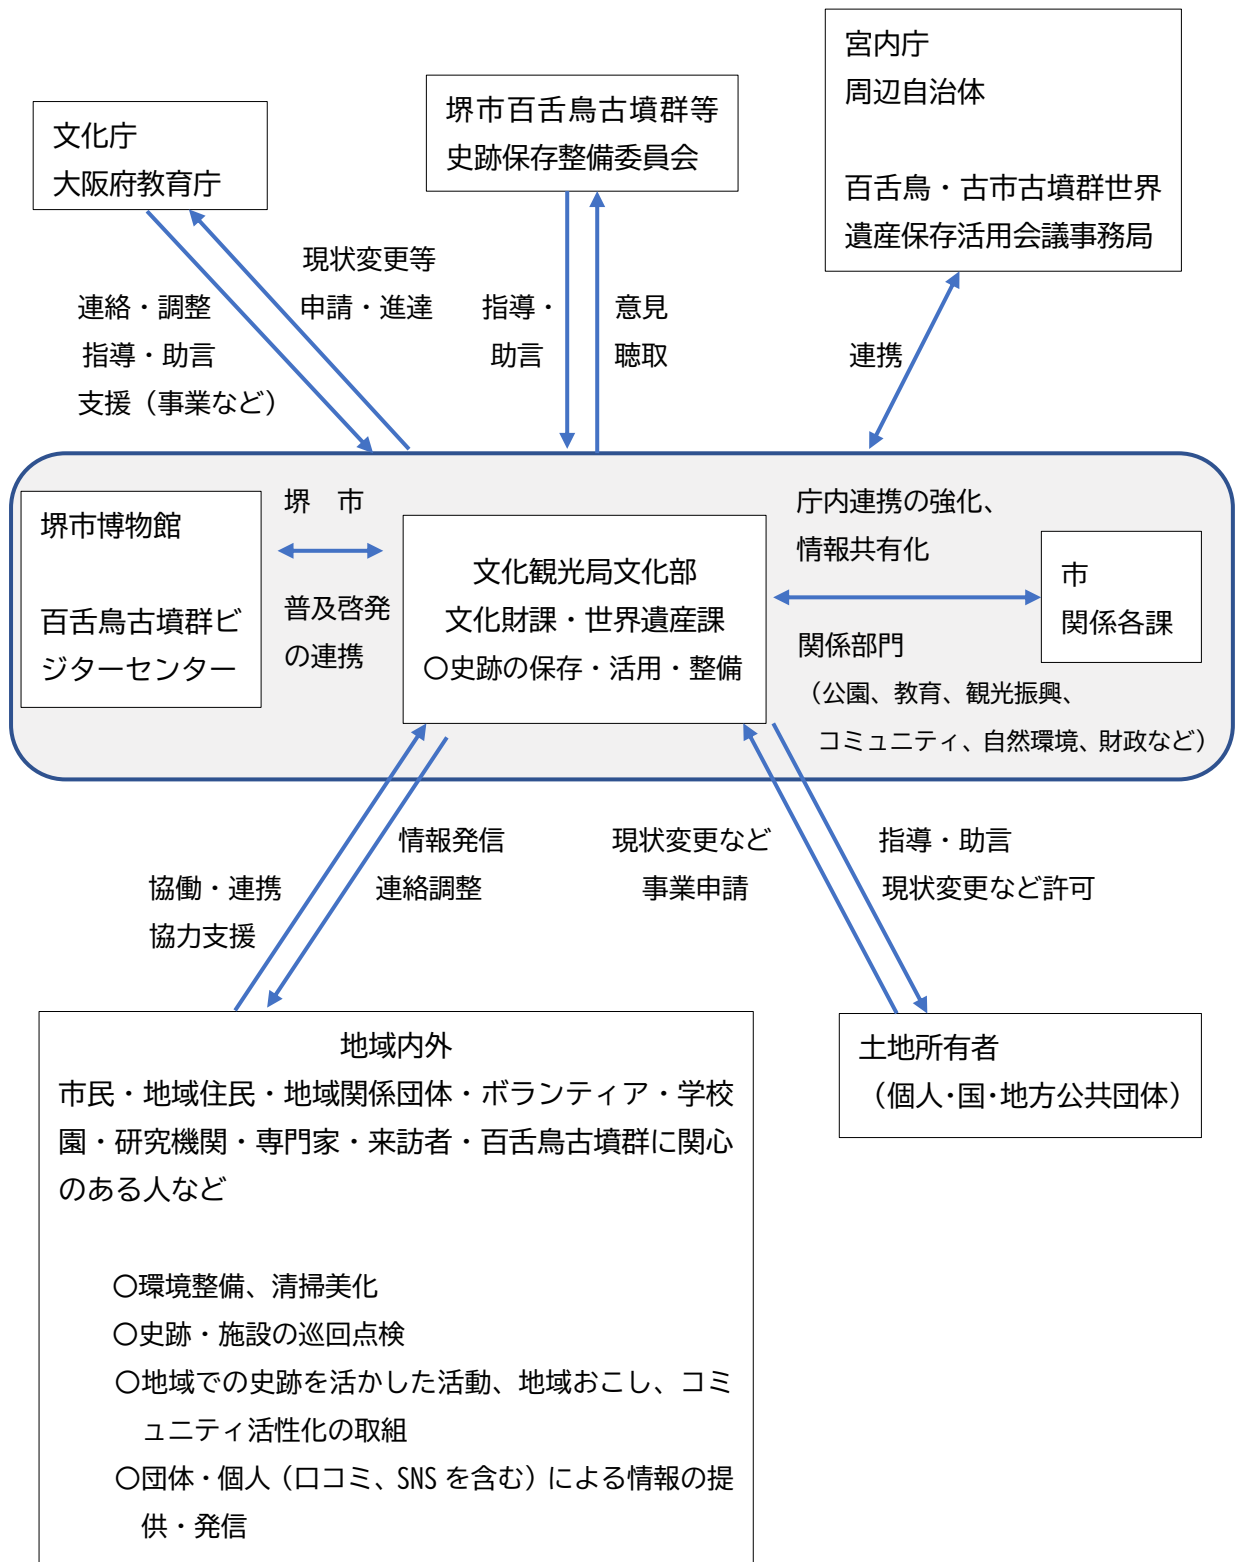 文化庁
大阪府教育庁
堺市百舌鳥古墳群等
史跡保存整備委員会
宮内庁
周辺自治体
百舌鳥・古市古墳群世界
遺産保存活用会議事務局
連絡・調整
指導・助言
支援（事業など）
現状変更等
申請・進達
指導・
助言
意見
聴取
連携
堺市博物館
百舌鳥古墳群ビ
ジターセンター
堺　市
普及啓発
の連携
文化観光局文化部
文化財課・世界遺産課
〇史跡の保存・活用・整備
庁内連携の強化、
情報共有化
関係部門
（公園、教育、観光振興、
コミュニティ、自然環境、財政など）
市
関係各課
協働・連携
協力支援
情報発信
連絡調整
現状変更など
事業申請
指導・助言
現状変更など許可
地域内外
市民・地域住民・地域関係団体・ボランティア・学校
園・研究機関・専門家・来訪者・百舌鳥古墳群に関心
のある人など
〇環境整備、清掃美化
〇史跡・施設の巡回点検
〇地域での史跡を活かした活動、地域おこし、コミ
ュニティ活性化の取組
〇団体・個人（口コミ、SNS を含む）による情報の提
供・発信
土地所有者
（個人・国・地方公共団体）